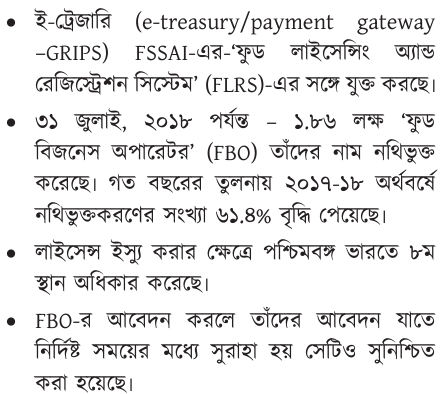 • ই-ট্রেজারি (e-treasury/payment gateway
–GRIPS) FSSAI-এর-‘ফুড লাইসেন্সিং অ্যান্ড
রেজিস্ট্রেশন সিস্টেম’ (FLRS)-এর সঙ্গে যুক্ত করছে।
• ৩১ জুলাই, ২০১৮ পর্যন্ত – ১.৮৬ লক্ষ ‘ফুড
বিজনেস অপারেটর’ (FBO) তাঁদের নাম নথিভুক্ত
করেছে। গত বছরের তুলনায় ২০১৭-১৮ অর্থবর্ষে
নথিভুক্তকরণের সংখ্যা ৬১.৪% বৃদ্ধি পেয়েছে।
• লাইসেন্স ইস্যু করার ক্ষেত্রে পশ্চিমবঙ্গ ভারতে ৮ম
স্থান অধিকার করেছে।
• FBO-র আবেদন করলে তাঁদের আবেদন যাতে
নির্দিষ্ট সময়ের মধ্যে সুরাহা হয় সেটিও সুনিশ্চিত
করা হয়েছে।